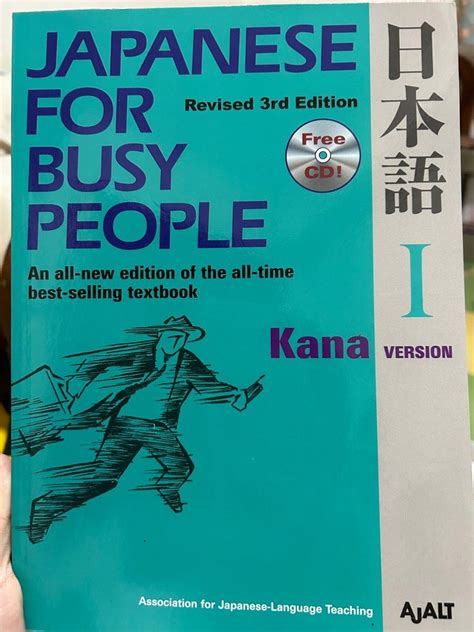 JAPANESE
FOR
BUSY
PEOPLE
Revised 3rd Edition
Free
CD!
An all-new edition of the all-time
best-selling textbook
日本語
I
Kana VERSION
Association for Japanese-Language Teaching
AJALT